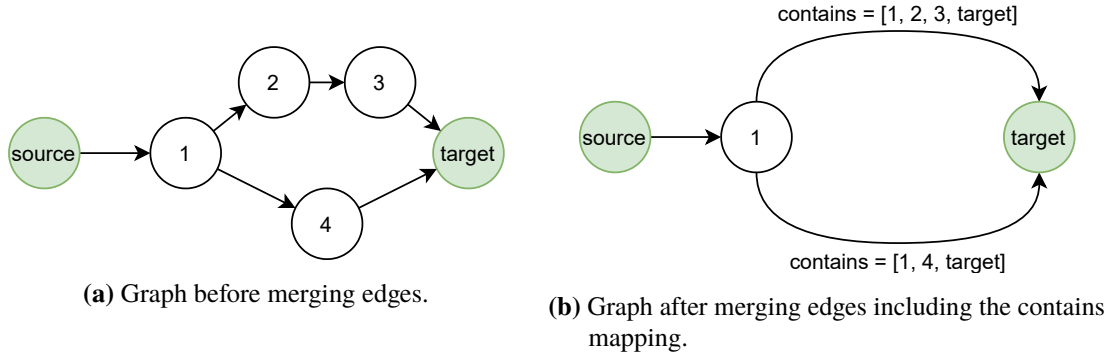 source
1
2
3
4
target
(a) Graph before merging edges.
contains = [1, 2, 3, target]
source
1
target
contains = [1, 4, target]
(b) Graph after merging edges including the contains
mapping.